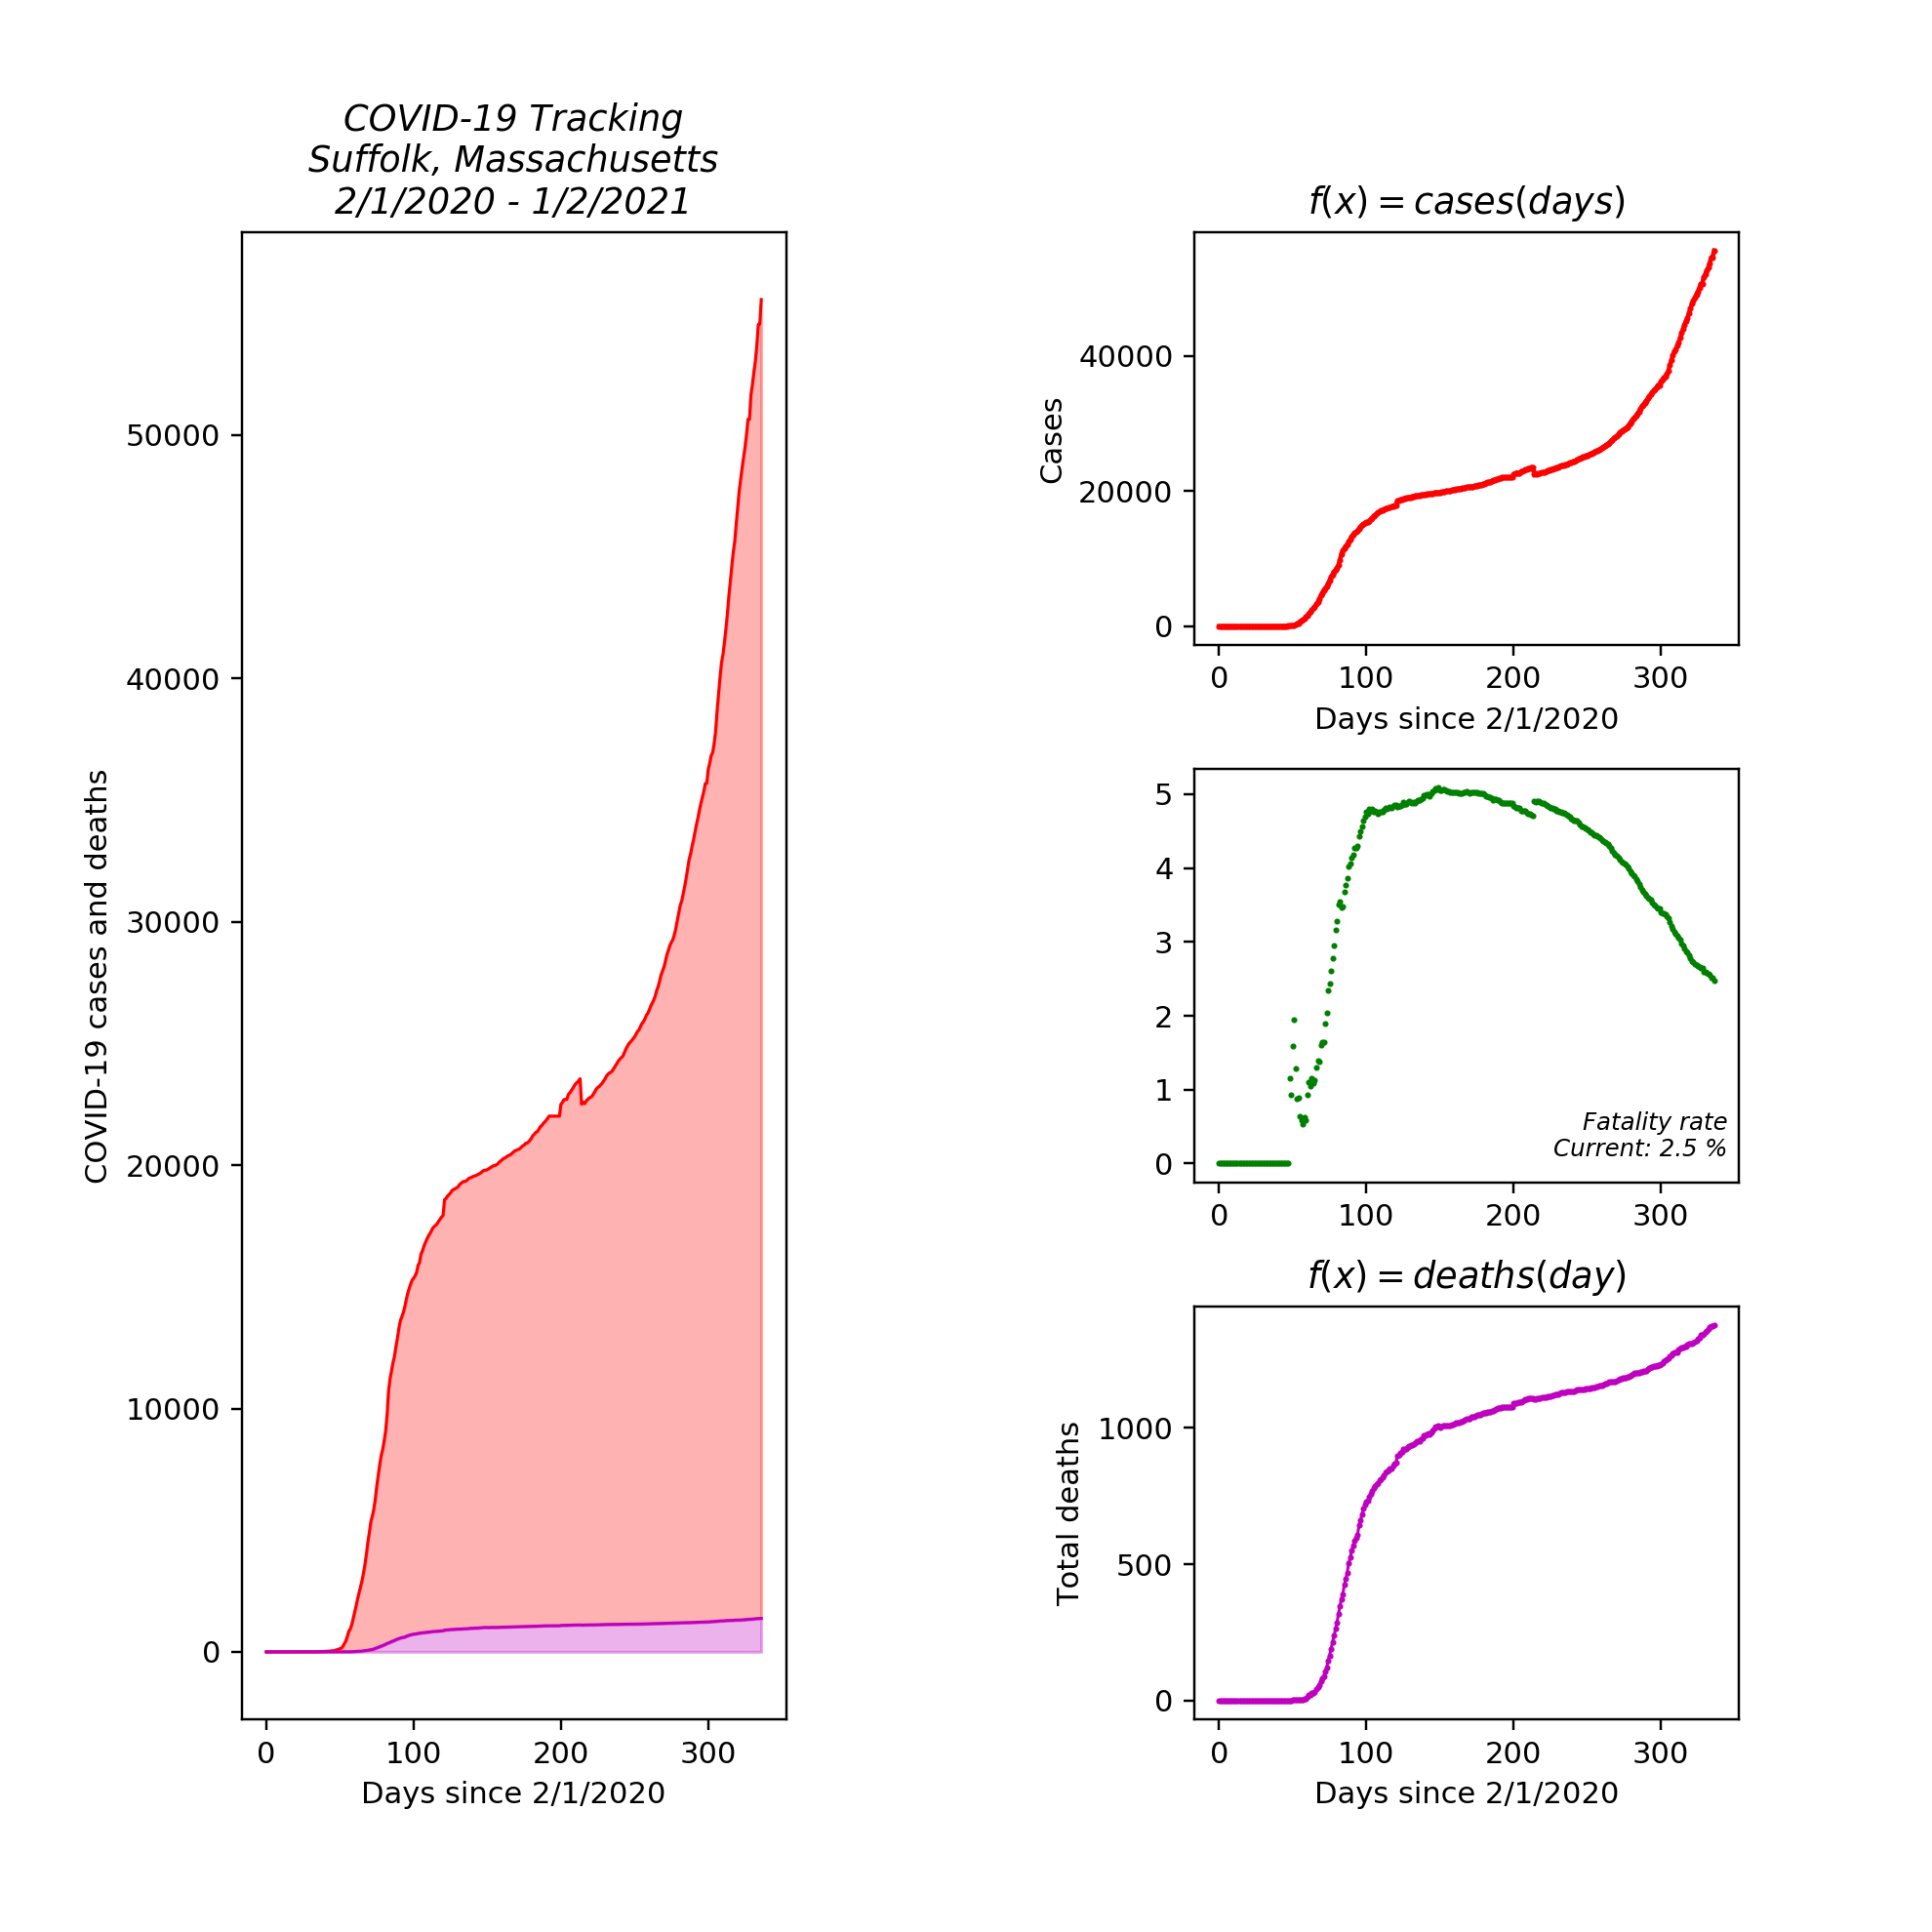 COVID-19 Tracking
Suffolk, Massachusetts
2/1/2020 - 1/2/2021
COVID-19 cases and deaths
50000
40000
30000
20000
10000
0
0 100 200 300
Days since 2/1/2020
f(x) = cases(days)
Cases
40000
20000
0
0 100 200 300
Days since 2/1/2020
5
4
3
2
1
0
Fatality rate
Current: 2.5 %
0 100 200 300
f(x) = deaths(day)
Total deaths
1000
500
0
0 100 200 300
Days since 2/1/2020